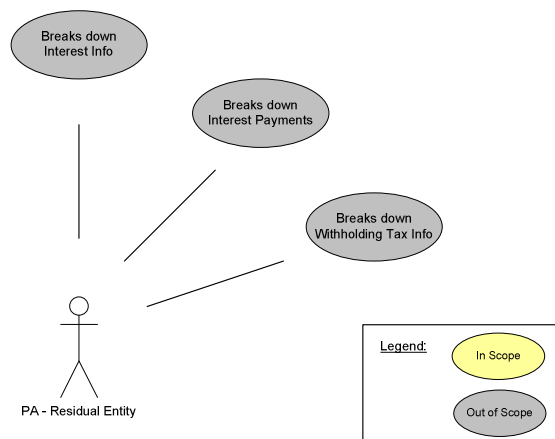 Breaks down
Interest Info
Breaks down
Interest Payments
Breaks down
Withholding Tax Info
PA - Residual Entity
Legend:
In Scope
Out of Scope